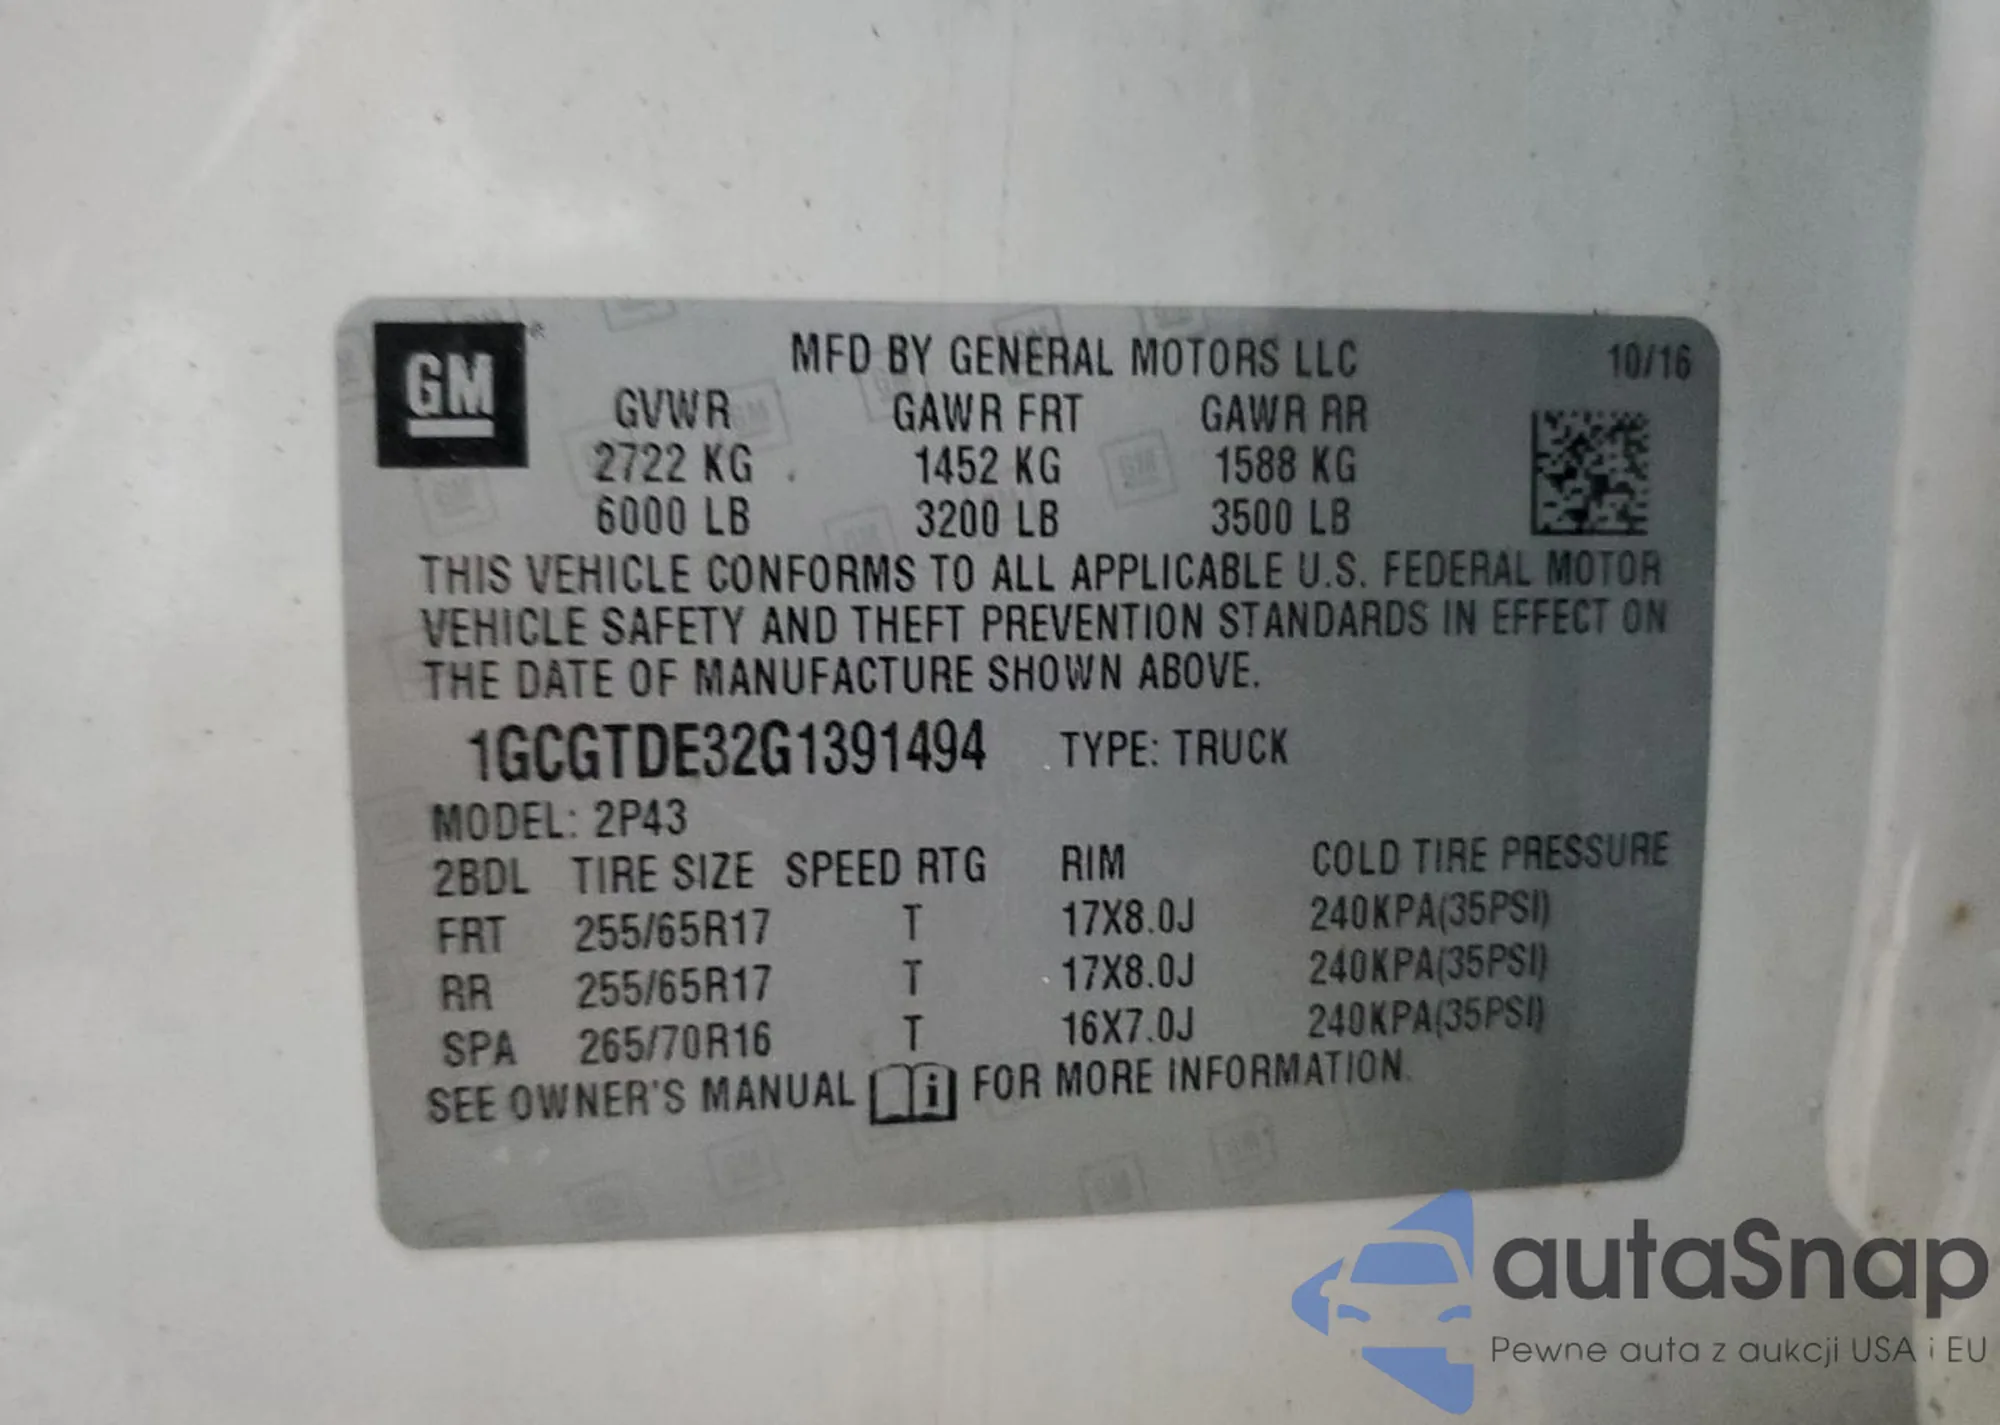 GM
MFD BY GENERAL MOTORS LLC 10/16
GVWR GAWR FRT GAWR RR
2722 KG 1452 KG 1588 KG
6000 LB 3200 LB 3500 LB
THIS VEHICLE CONFORMS TO ALL APPLICABLE U.S. FEDERAL MOTOR
VEHICLE SAFETY AND THEFT PREVENTION STANDARDS IN EFFECT ON
THE DATE OF MANUFACTURE SHOWN ABOVE.
1GCGTDE32G1391494 TYPE: TRUCK
MODEL: 2P43
2BDL TIRE SIZE SPEED RTG RIM COLD TIRE PRESSURE
FRT 255/65R17 T 17X8.0J 240KPA(35PSI)
RR 255/65R17 T 17X8.0J 240KPA(35PSI)
SPA 265/70R16 T 16X7.0J 240KPA(35PSI)
SEE OWNER'S MANUAL i FOR MORE INFORMATION.
autaSnap
Pewne auta z aukcji USA i EU